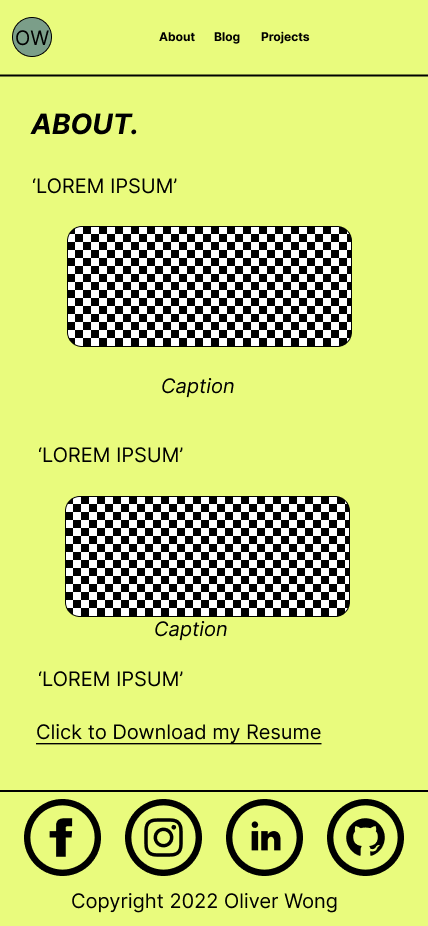 OW
About Blog Projects
ABOUT.
‘LOREM IPSUM’
Caption
‘LOREM IPSUM’
Caption
‘LOREM IPSUM’
Click to Download my Resume
f in
Copyright 2022 Oliver Wong